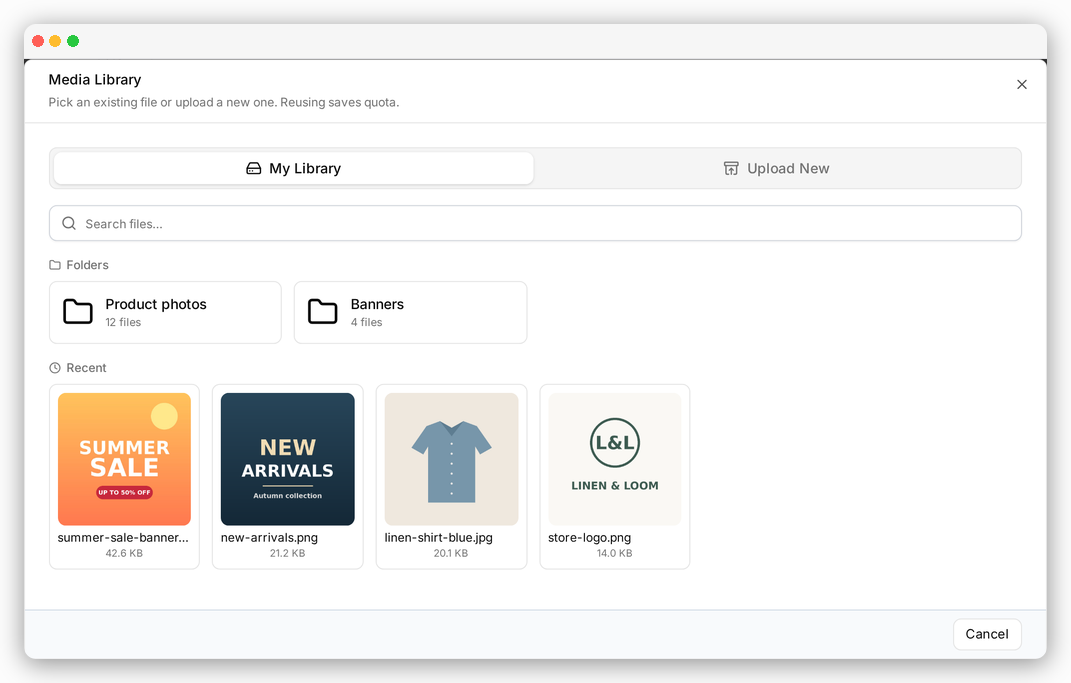 Media Library
Pick an existing file or upload a new one. Reusing saves quota.
My Library
Upload New
Search files...
Folders
Product photos
12 files
Banners
4 files
Recent
SUMMER
SALE
UP TO 50% OFF
summer-sale-banner...
42.6 KB
NEW
ARRIVALS
Autumn collection
new-arrivals.png
21.2 KB
linen-shirt-blue.jpg
20.1 KB
L&L
LINEN & LOOM
store-logo.png
14.0 KB
Cancel